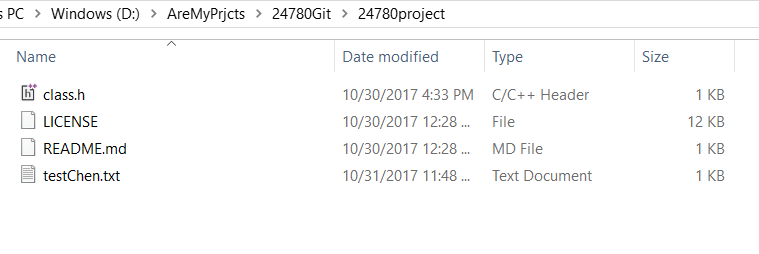 s PC > Windows (D:) > AreMyPrjcts > 24780Git > 24780project
Name Date modified Type Size
class.h 10/30/2017 4:33 PM C/C++ Header 1 KB
LICENSE 10/30/2017 12:28 ... File 12 KB
README.md 10/30/2017 12:28 ... MD File 1 KB
testChen.txt 10/31/2017 11:48 ... Text Document 1 KB